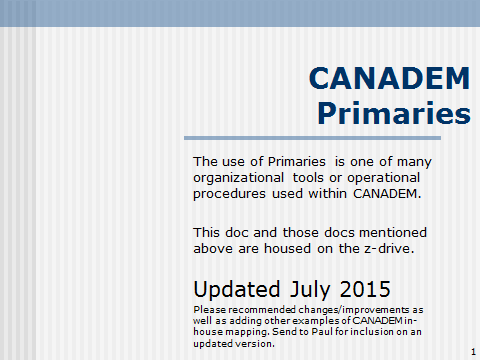 CANADEM
Primaries
The use of Primaries is one of many
organizational tools or operational
procedures used within CANADEM.
This doc and those docs mentioned
above are housed on the z-drive.
Updated July 2015
Please recommended changes/improvements as
well as adding other examples of CANADEM in-
house mapping. Send to Paul for inclusion on an
updated version.
1